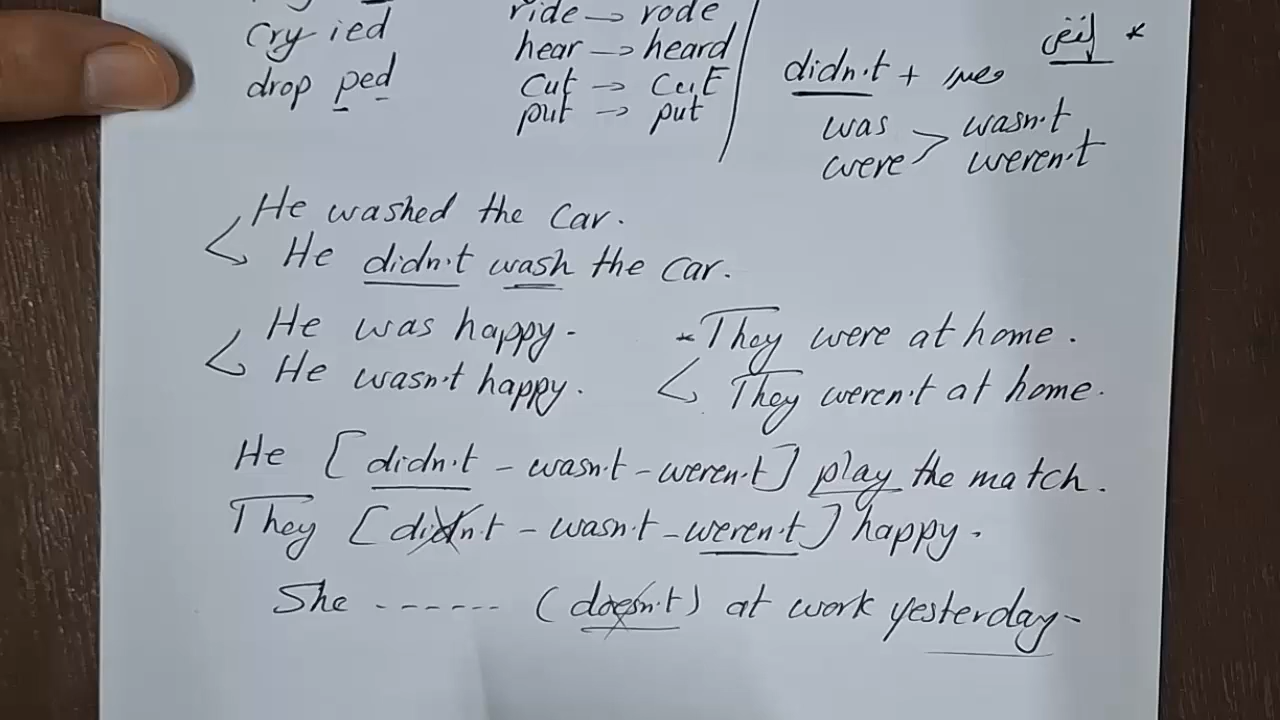 cry ied
drop ped
ride → rode
hear → heard
cut → cut
put → put
* النفي
didn't + مصدر
was
were > wasn't
weren't
He washed the car.
He didn't wash the car.
He was happy.
He wasn't happy.
* They were at home.
They weren't at home.
He [didn't - wasn't - weren't] play the match.
They [didn't - wasn't - weren't] happy.
She ------ (doesn't) at work yesterday.